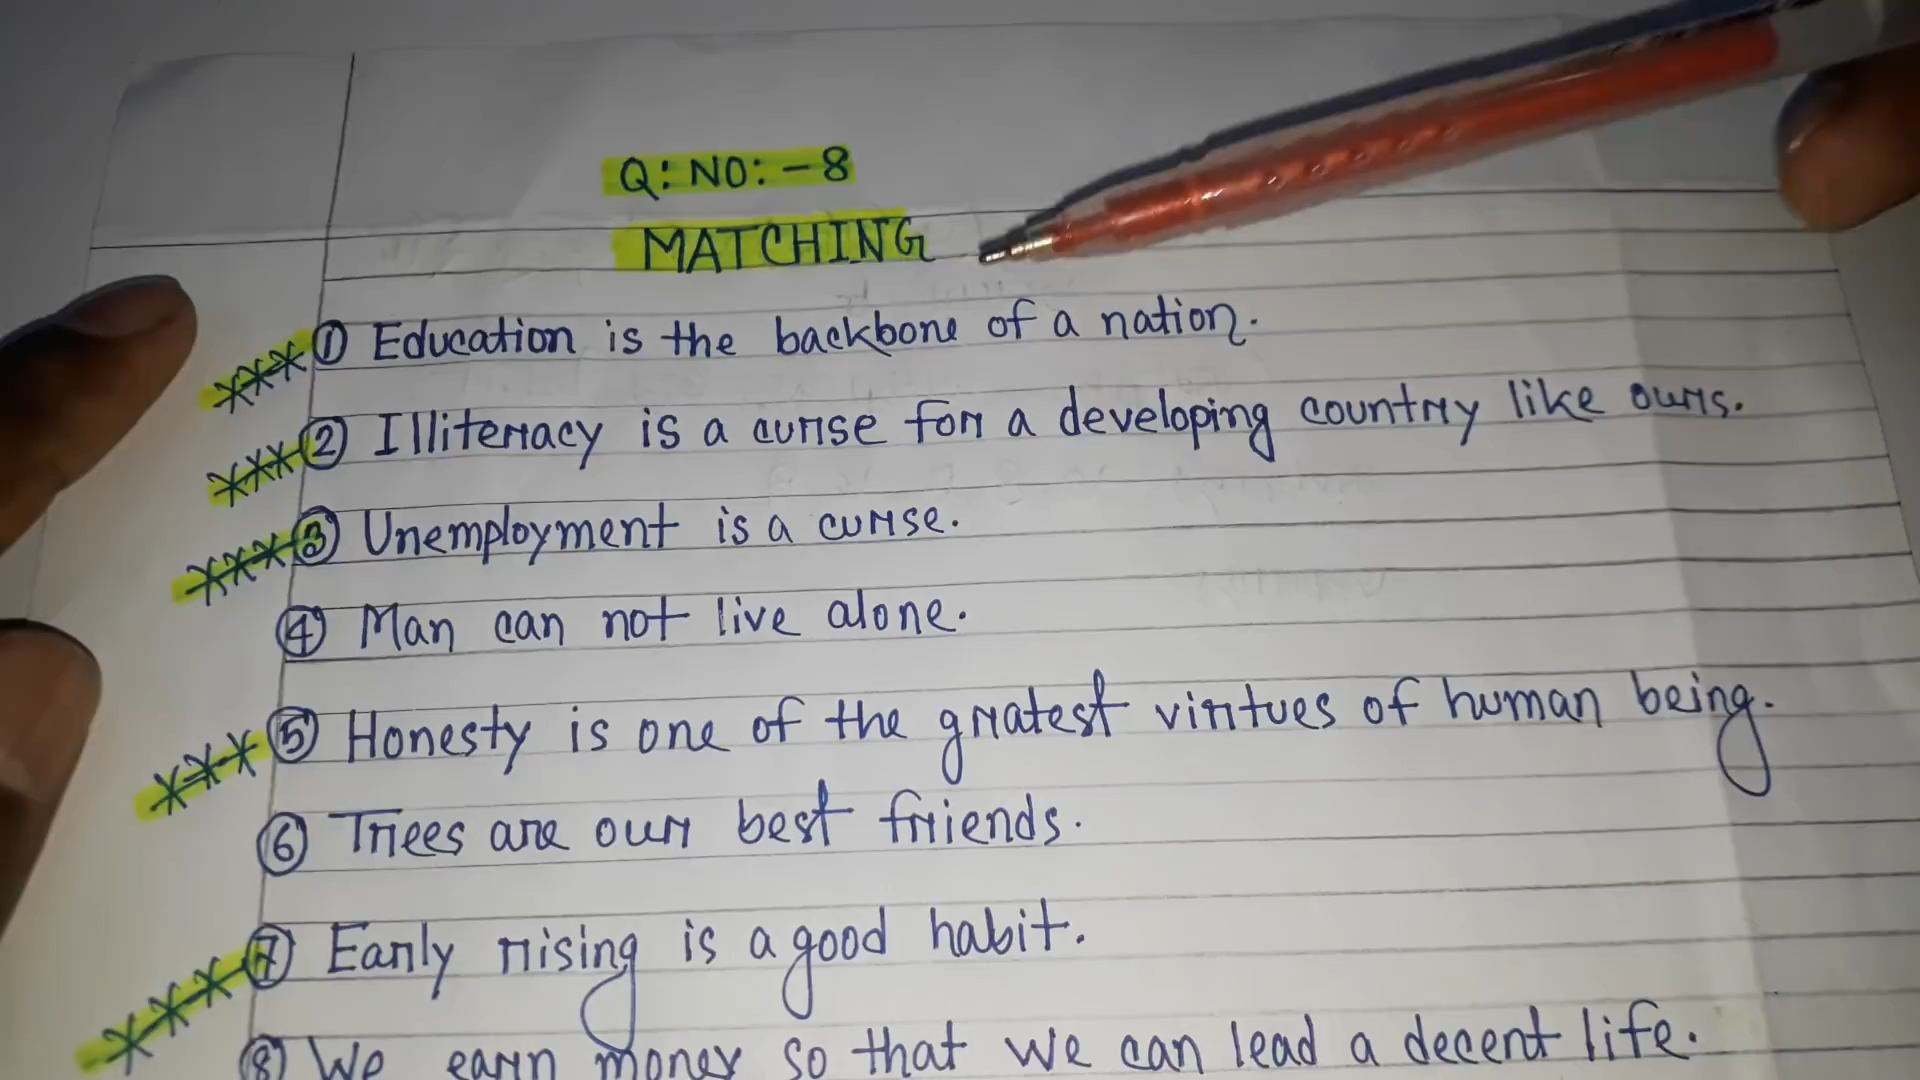 Q: NO: - 8
MATCHING
*** ① Education is the backbone of a nation.
*** ② Illiteracy is a curse for a developing country like ours.
*** ③ Unemployment is a curse.
④ Man can not live alone.
*** ⑤ Honesty is one of the gratest virtues of human being.
⑥ Trees are our best friends.
*** ⑦ Early rising is a good habit.
⑧ We earn money so that we can lead a decent life.